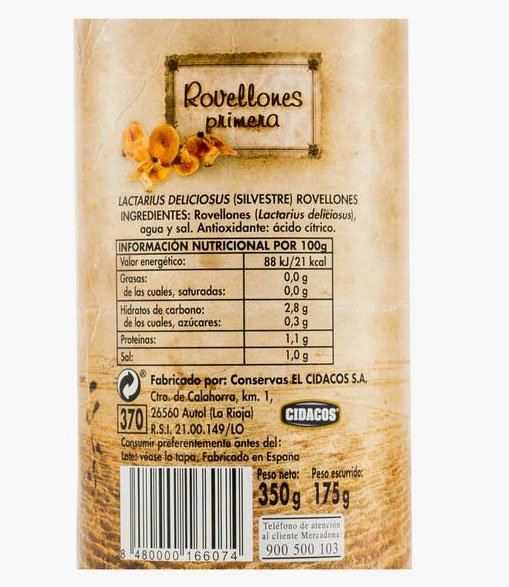 Rovellones
primera
LACTARIUS DELICIOSUS (SILVESTRE) ROVELLONES
INGREDIENTES: Rovellones (Lactarius deliciosus),
agua y sal. Antioxidante: ácido cítrico.
INFORMACIÓN NUTRICIONAL POR 100g
Valor energético: 88 kJ/21 kcal
Grasas: 0,0 g
de las cuales, saturadas: 0,0 g
Hidratos de carbono: 2,8 g
de los cuales, azúcares: 0,3 g
Proteínas: 1,1 g
Sal: 1,0 g
® Fabricado por: Conservas EL CIDACOS S.A.
Ctra. de Calahorra, km. 1,
370 26560 Autol (La Rioja) CIDACOS
R.S.I. 21.00.149/LO
Consumir preferentemente antes del:
Lote: véase la tapa. Fabricado en España
Peso neto: Peso escurrido:
350g 175g
Teléfono de atención
al cliente Mercadona:
900 500 103
8 480000 166074